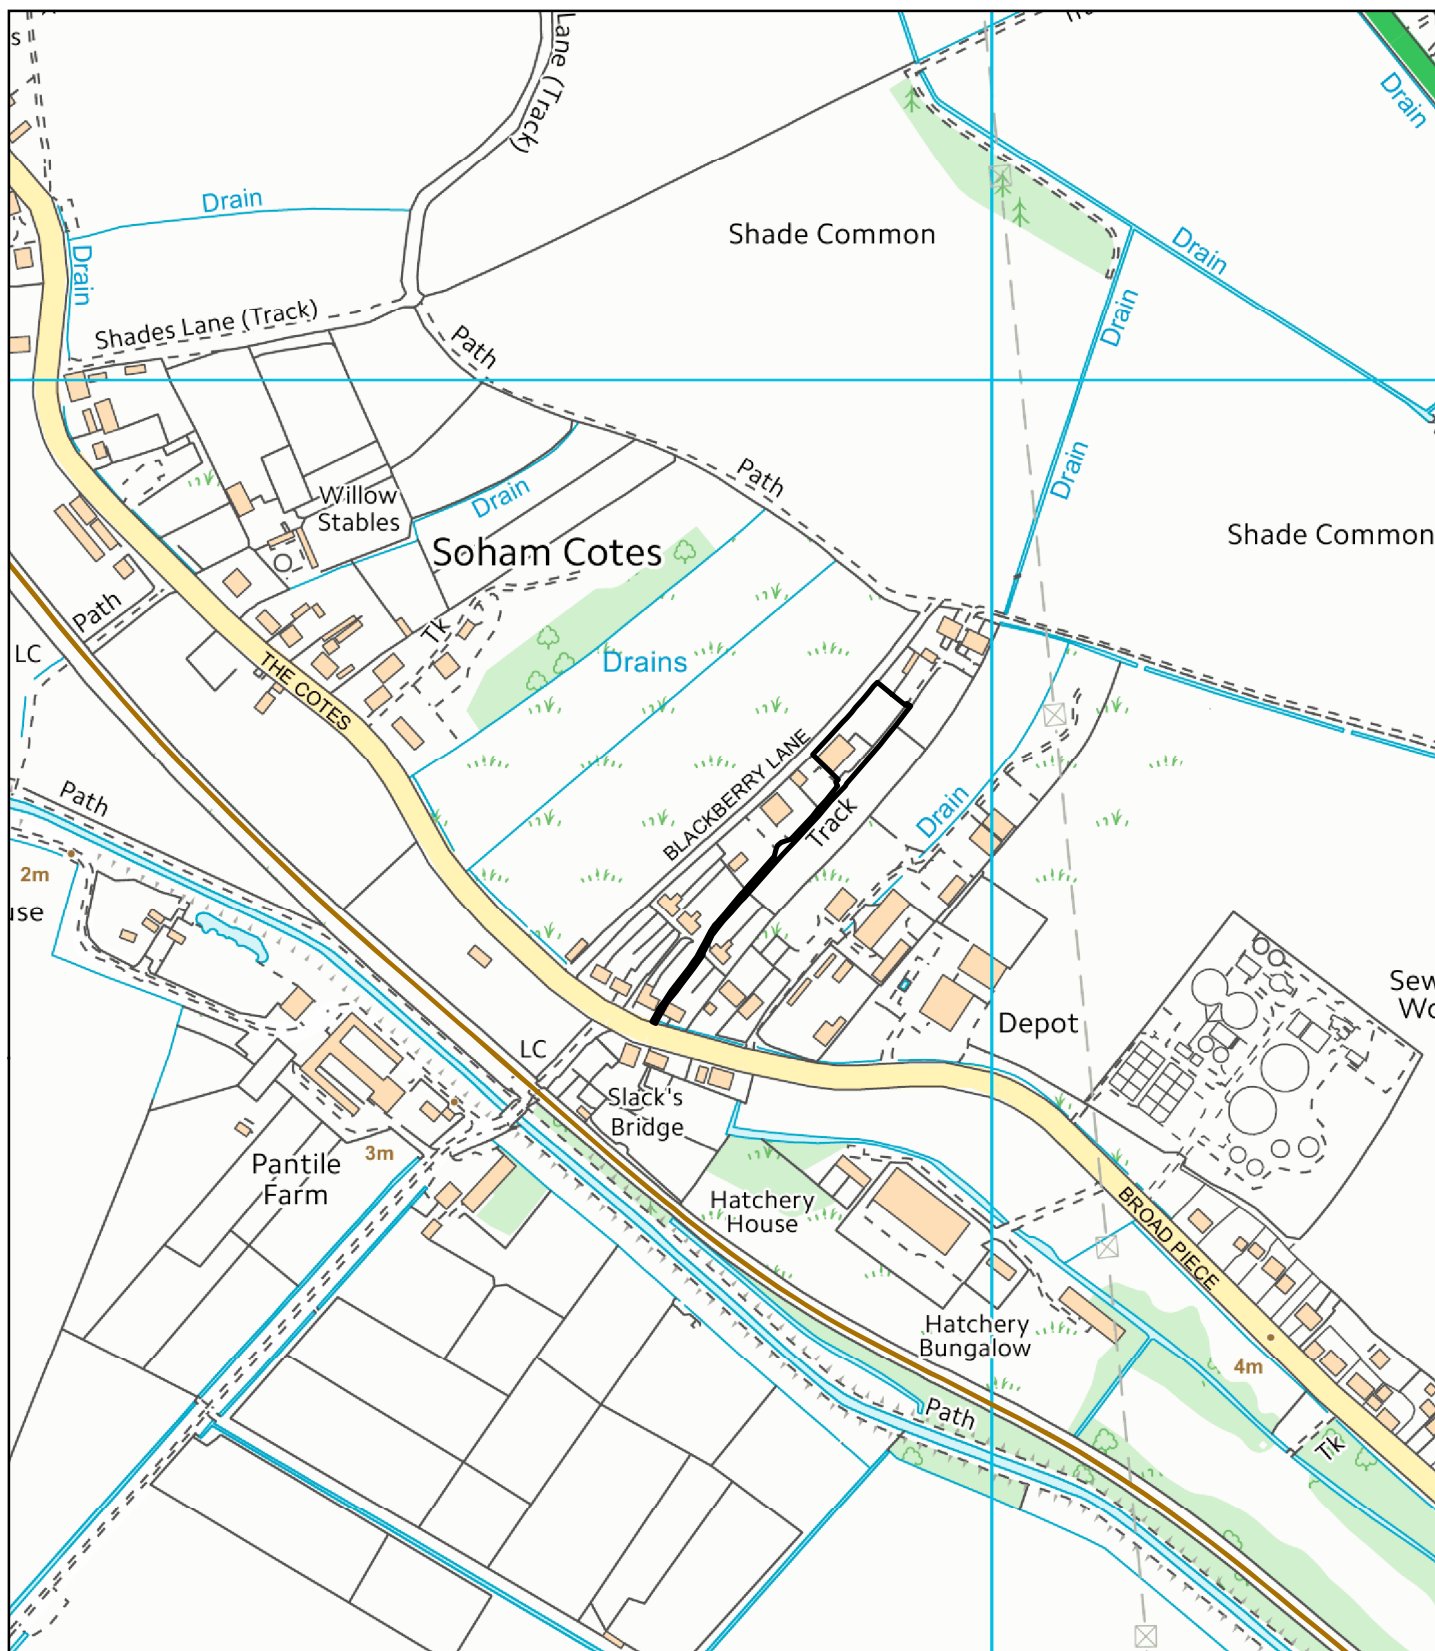 s
Lane (Track)
Drain
Drain
Drain
Shade Common
Drain
Drain
Shades Lane (Track)
Path
Drain
Path
Willow
Stables
Drain
Soham Cotes
Shade Common
Path
Tk
LC
Drains
THE COTES
BLACKBERRY LANE
Track
Drain
Path
2m
use
Sew
Wo
Depot
LC
Slack's
Bridge
3m
Pantile
Farm
Hatchery
House
BROAD PIECE
Hatchery
Bungalow
4m
Path
Tk